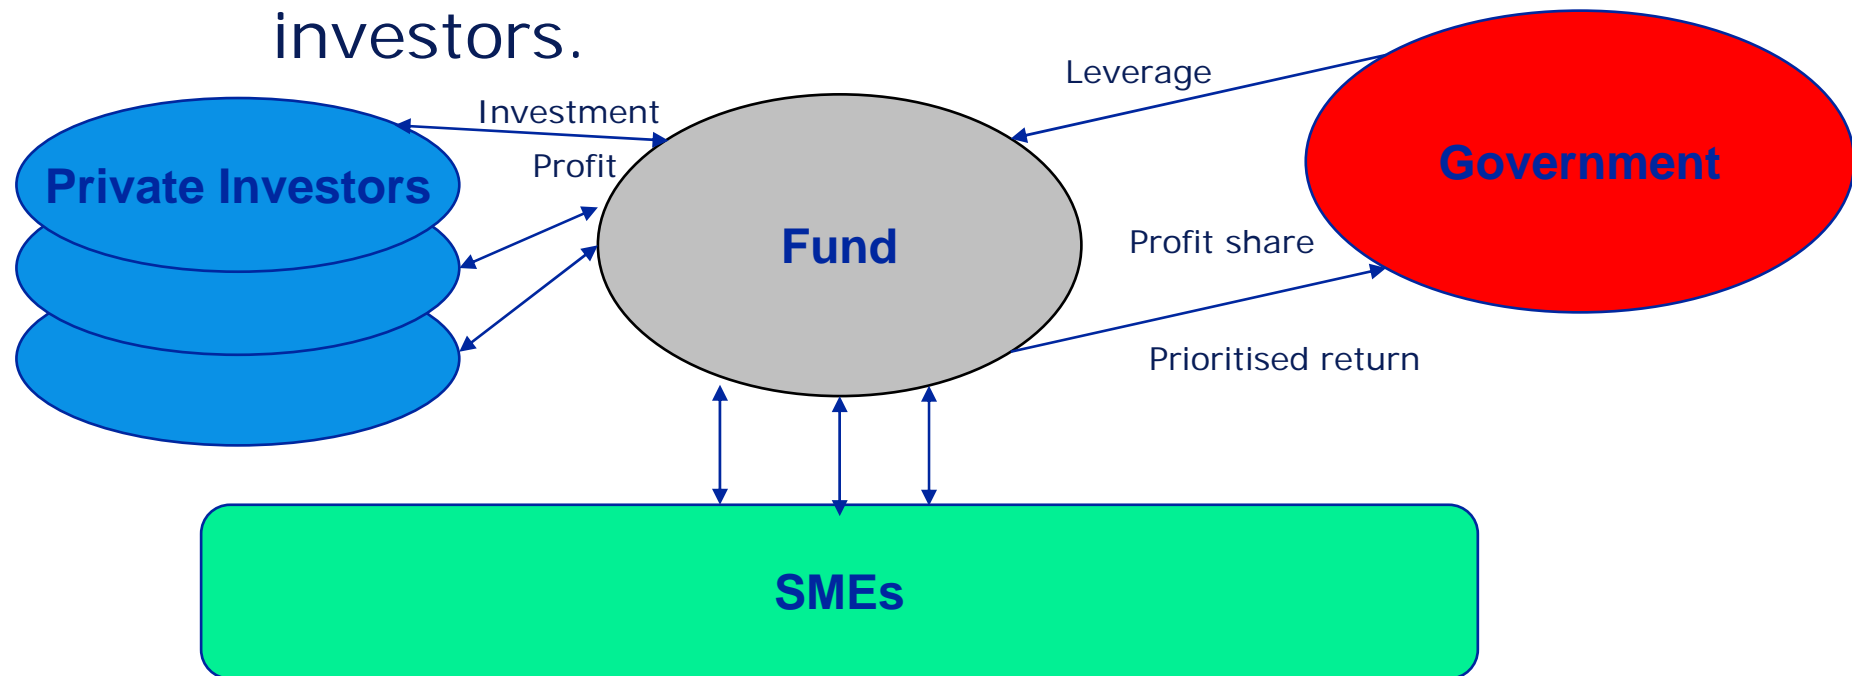 investors.
Leverage
Investment
Profit
Private Investors
Government
Fund
Profit share
Prioritised return
SMEs